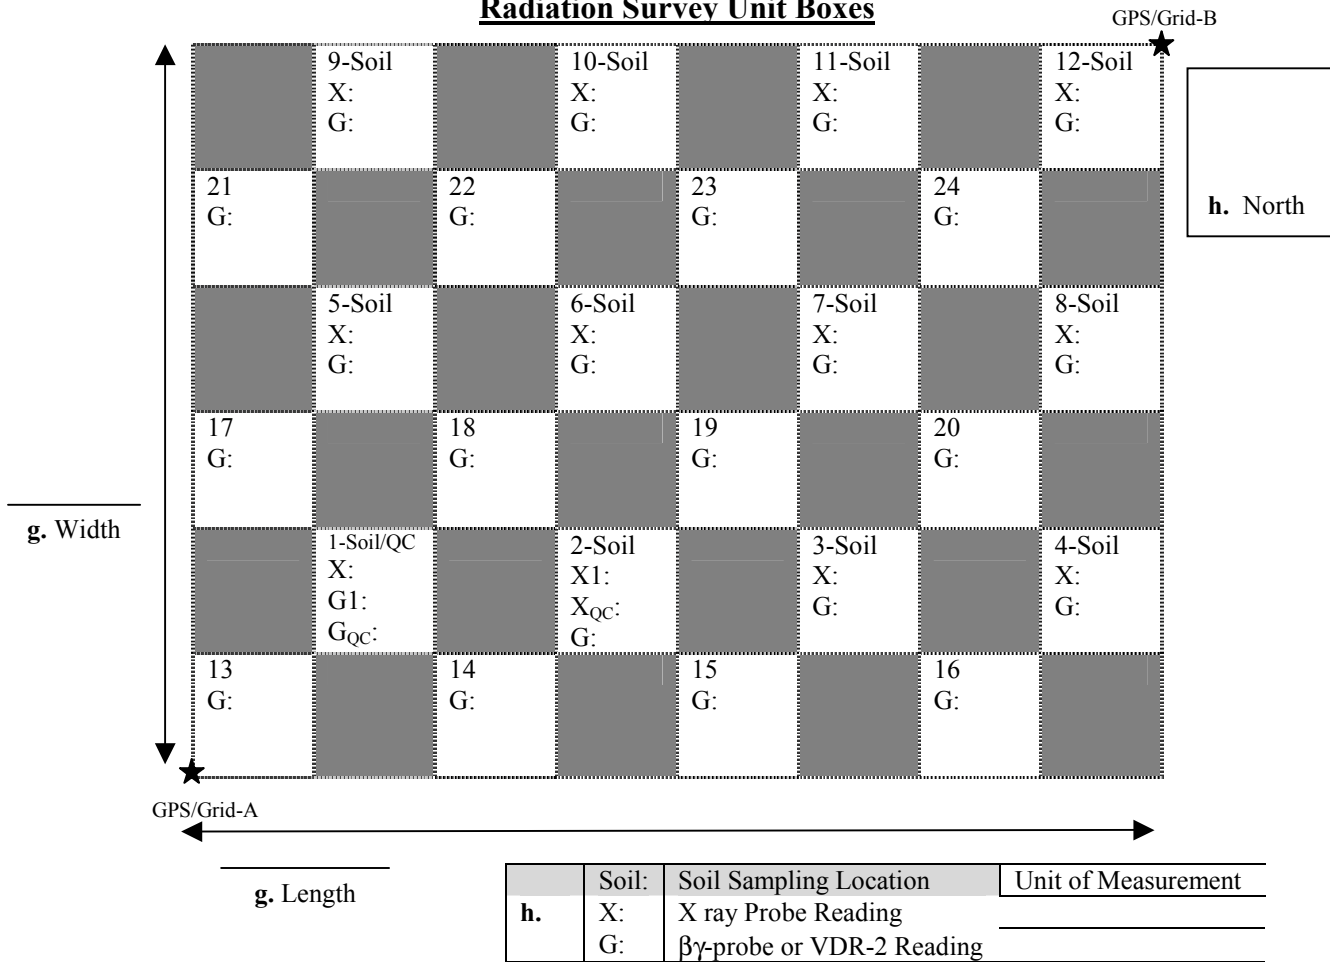 Radiation Survey Unit Boxes
GPS/Grid-B
9-Soil
X:
G:
10-Soil
X:
G:
11-Soil
X:
G:
12-Soil
X:
G:
h. North
21
G:
22
G:
23
G:
24
G:
5-Soil
X:
G:
6-Soil
X:
G:
7-Soil
X:
G:
8-Soil
X:
G:
17
G:
18
G:
19
G:
20
G:
g. Width
1-Soil/QC
X:
G1:
GQC:
2-Soil
X1:
XQC:
G:
3-Soil
X:
G:
4-Soil
X:
G:
13
G:
14
G:
15
G:
16
G:
GPS/Grid-A
g. Length
Soil: Soil Sampling Location Unit of Measurement
h. X: X ray Probe Reading
G: βγ-probe or VDR-2 Reading